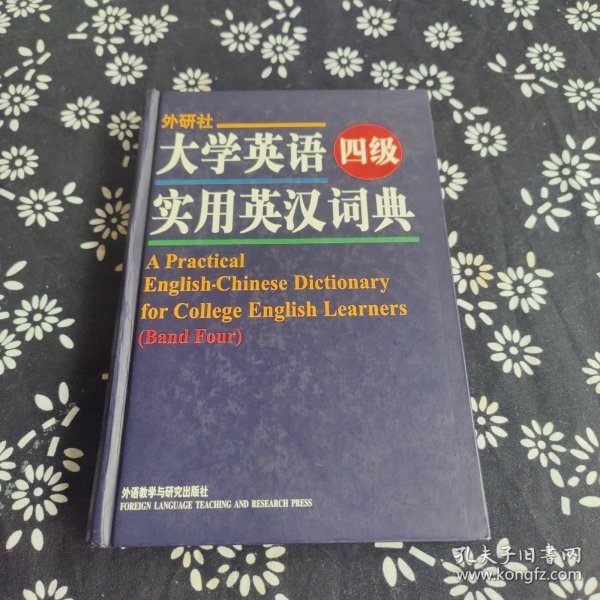 外研社
大学英语 四级
实用英汉词典
A Practical
English-Chinese Dictionary
for College English Learners
(Band Four)
外语教学与研究出版社
FOREIGN LANGUAGE TEACHING AND RESEARCH PRESS
孔夫子旧书网
www.kongfz.com